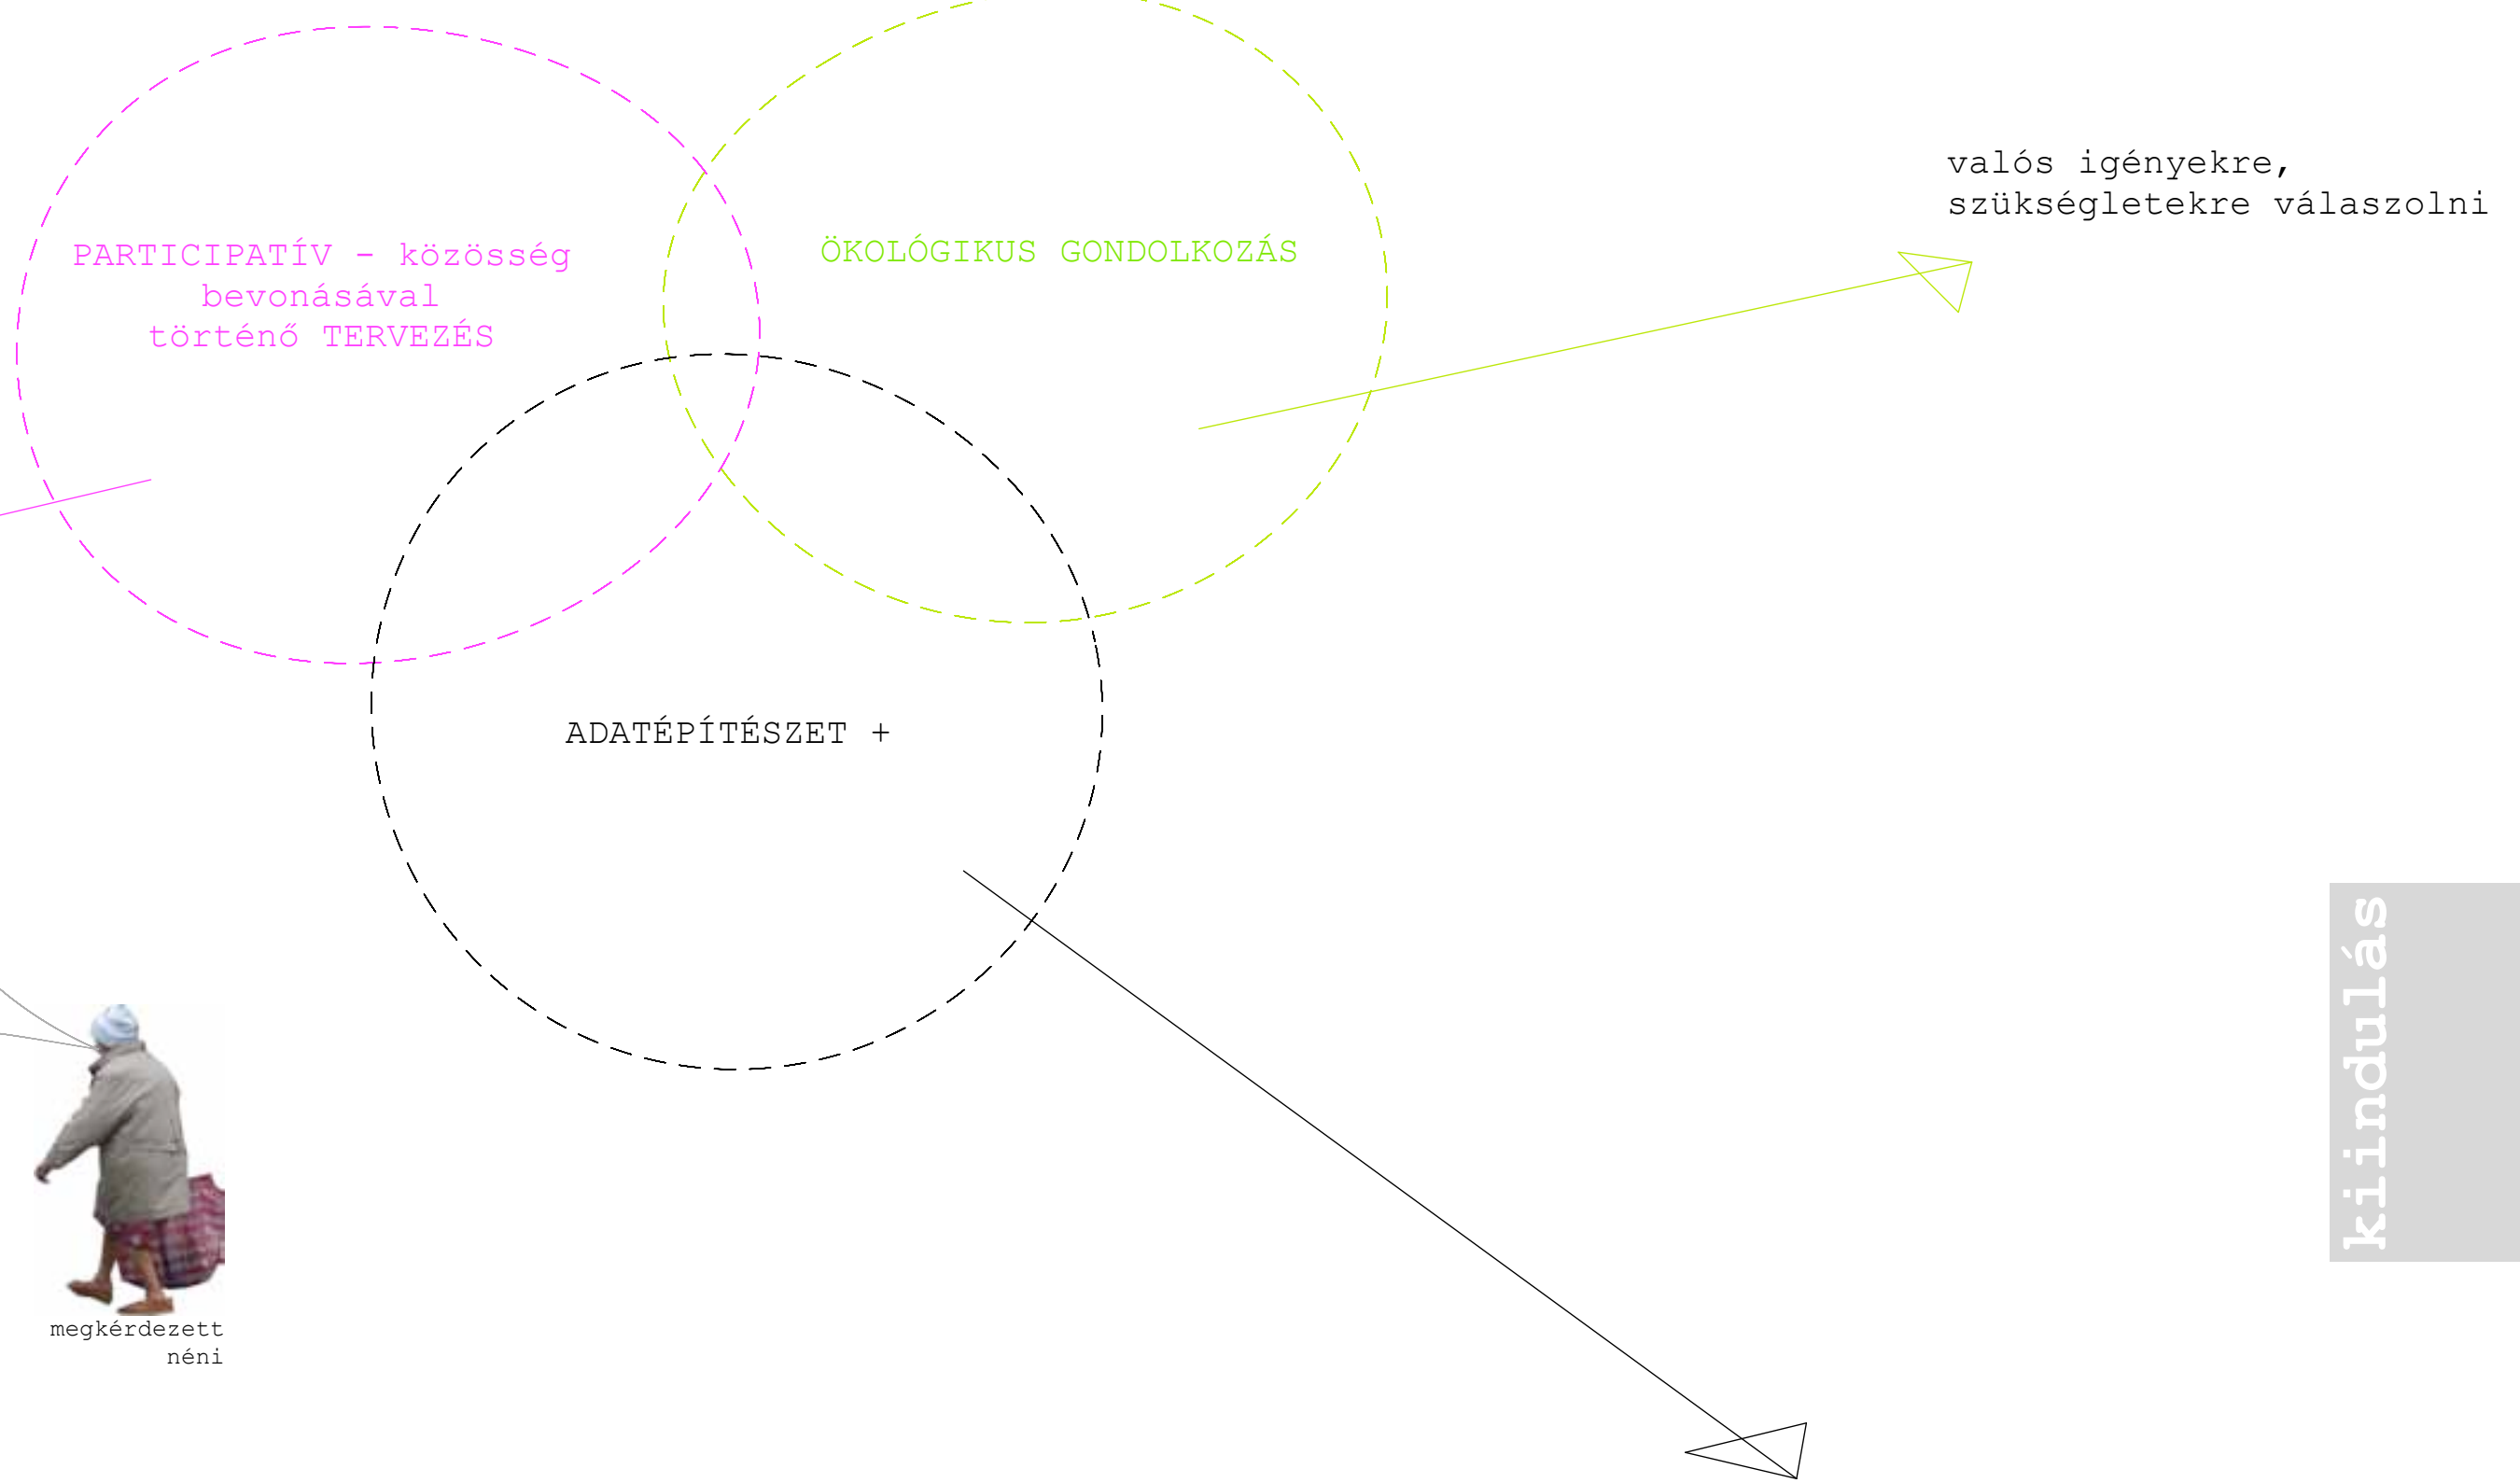 valós igényekre,
szükségletekre válaszolni
PARTICIPATÍV - közösség
bevonásával
történő TERVEZÉS
ÖKOLÓGIKUS GONDOLKOZÁS
ADATÉPÍTÉSZET +
kiindulás
megkérdezett
néni